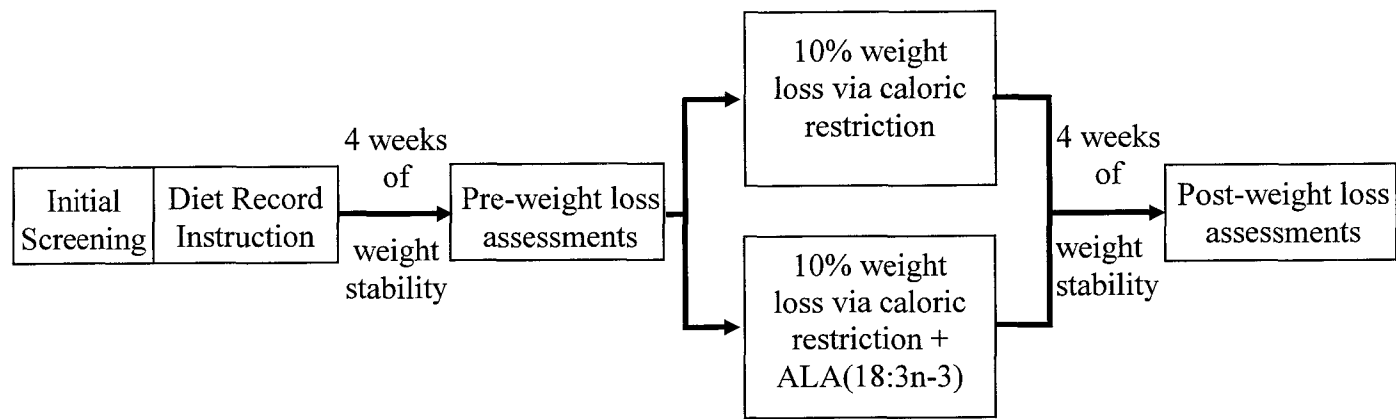 Initial
Screening
Diet Record
Instruction
4 weeks
of
weight
stability
Pre-weight loss
assessments
10% weight
loss via caloric
restriction
10% weight
loss via caloric
restriction +
ALA(18:3n-3)
4 weeks
of
weight
stability
Post-weight loss
assessments